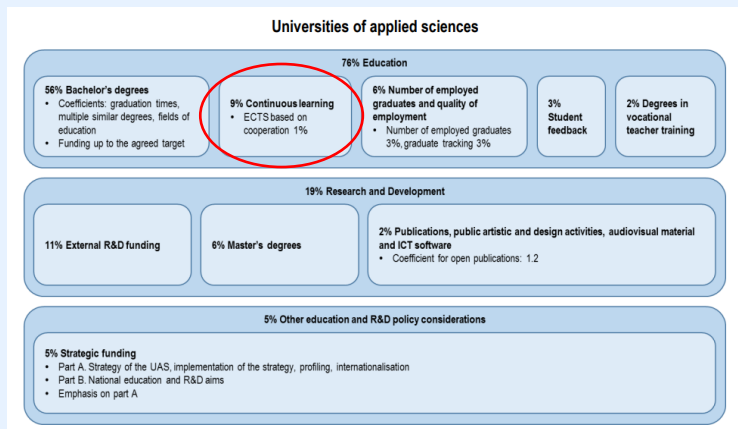 Universities of applied sciences
76% Education
56% Bachelor's degrees
• Coefficients: graduation times,
multiple similar degrees, fields of
education
• Funding up to the agreed target
9% Continuous learning
• ECTS based on
cooperation 1%
6% Number of employed
graduates and quality of
employment
• Number of employed graduates
3%, graduate tracking 3%
3%
Student
feedback
2% Degrees in
vocational
teacher training
19% Research and Development
11% External R&D funding
6% Master's degrees
2% Publications, public artistic and design activities, audiovisual material
and ICT software
• Coefficient for open publications: 1.2
5% Other education and R&D policy considerations
5% Strategic funding
• Part A. Strategy of the UAS, implementation of the strategy, profiling, internationalisation
• Part B. National education and R&D aims
• Emphasis on part A